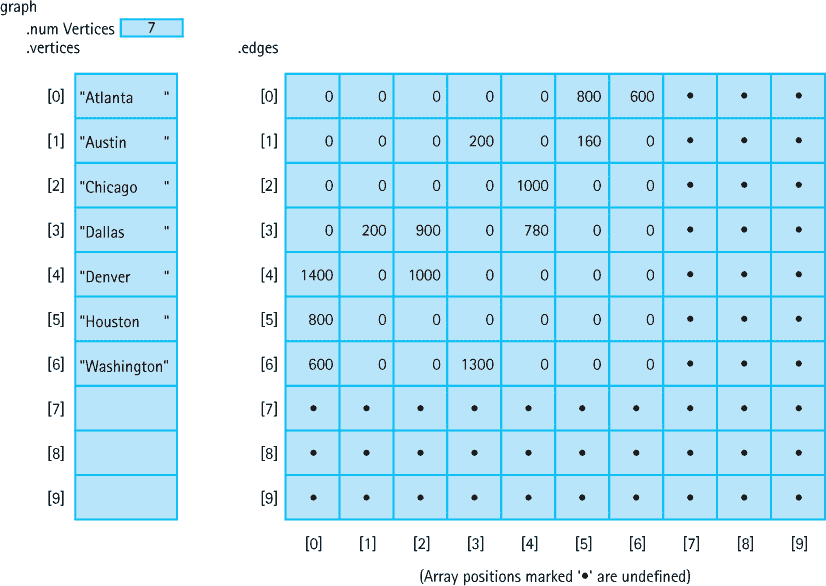 graph
.num Vertices 7
.vertices .edges
[0] "Atlanta " [0] 0 0 0 0 0 800 600 • • •
[1] "Austin " [1] 0 0 0 200 0 160 0 • • •
[2] "Chicago " [2] 0 0 0 0 1000 0 0 • • •
[3] "Dallas " [3] 0 200 900 0 780 0 0 • • •
[4] "Denver " [4] 1400 0 1000 0 0 0 0 • • •
[5] "Houston " [5] 800 0 0 0 0 0 0 • • •
[6] "Washington" [6] 600 0 0 1300 0 0 0 • • •
[7] [7] • • • • • • • • • •
[8] [8] • • • • • • • • • •
[9] [9] • • • • • • • • • •
[0] [1] [2] [3] [4] [5] [6] [7] [8] [9]
(Array positions marked '•' are undefined)